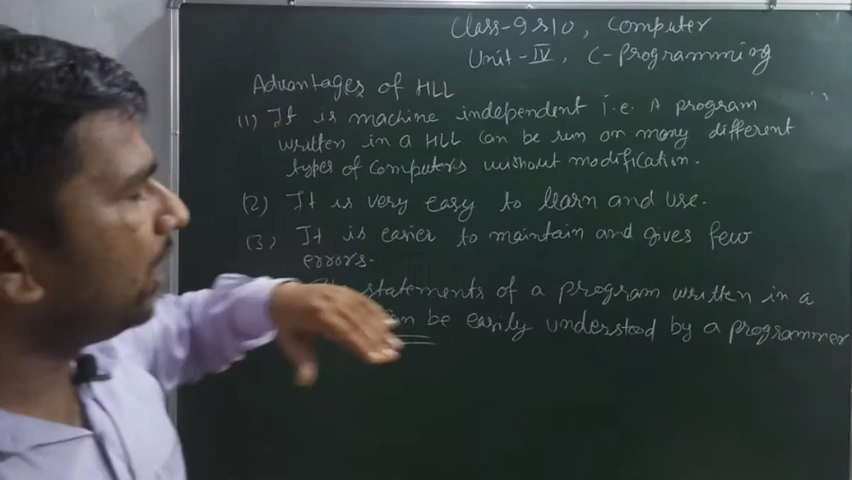 Class-9 & 10, Computer
Unit-IV, C-Programming
Advantages of HLL
(1) It is machine independent i.e. A program
written in a HLL can be run on many different
types of Computers without modification.
(2) It is very easy to learn and use.
(3) It is easier to maintain and gives few
errors.
statements of a program written in a
can be easily understood by a programmer